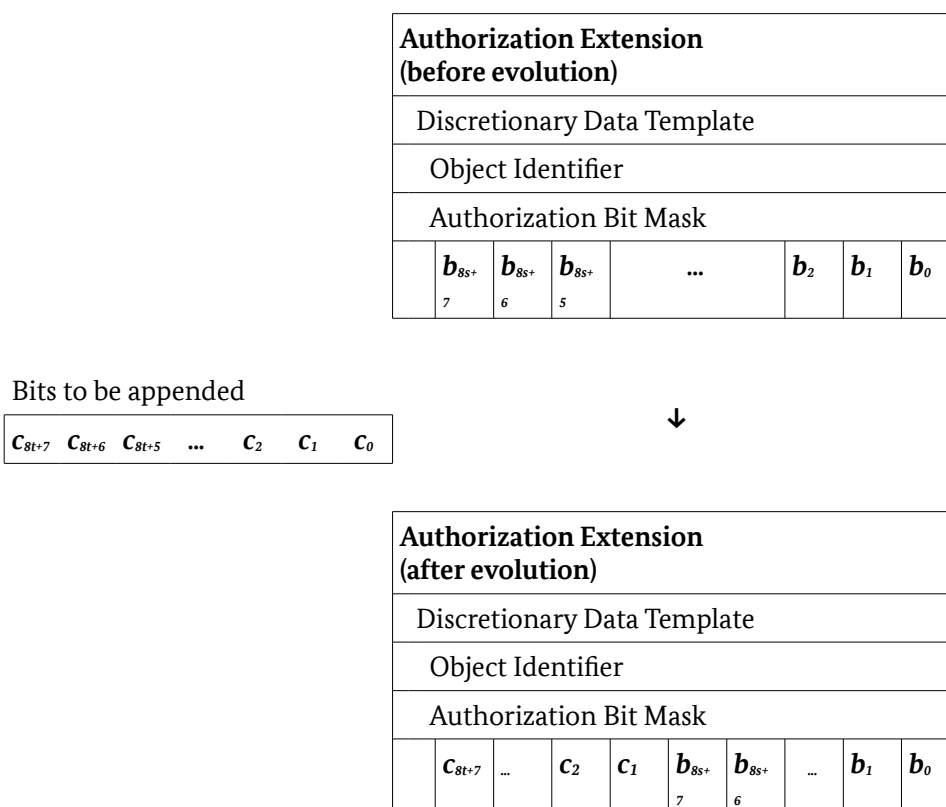 Authorization Extension
(before evolution)
Discretionary Data Template
Object Identifier
Authorization Bit Mask
b8s+7 b8s+6 b8s+5 ... b2 b1 b0
Bits to be appended
↓
c8t+7 c8t+6 c8t+5 ... c2 c1 c0
Authorization Extension
(after evolution)
Discretionary Data Template
Object Identifier
Authorization Bit Mask
c8t+7 ... c2 c1 b8s+7 b8s+6 ... b1 b0